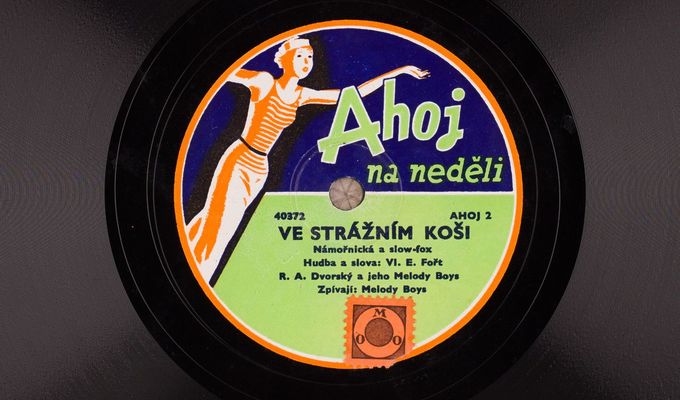 Ahoj
na neděli
40372 AHOJ 2
VE STRÁŽNÍM KOŠI
Námořnická a slow-fox
Hudba a slova: Vl. E. Fořt
R. A. Dvorský a jeho Melody Boys
Zpívají: Melody Boys
M
O O